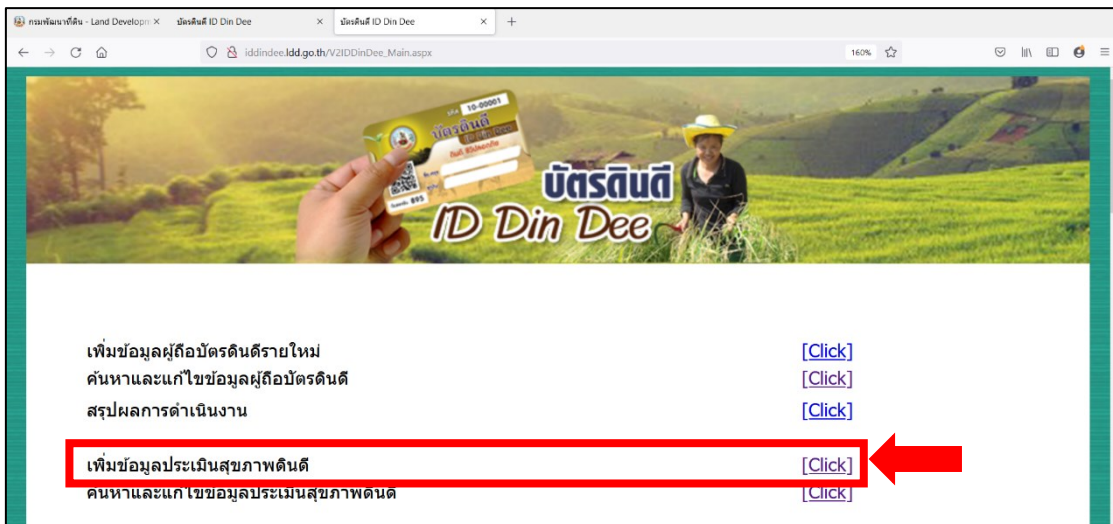 กรมพัฒนาที่ดิน - Land Developm × บัตรดินดี ID Din Dee × บัตรดินดี ID Din Dee × +
iddindee.ldd.go.th/V2IDDinDee_Main.aspx 160%
10-00001
บัตรดินดี
ID Din Dee
895
บัตรดินดี
ID Din Dee
เพิ่มข้อมูลผู้ถือบัตรดินดีรายใหม่ [Click]
ค้นหาและแก้ไขข้อมูลผู้ถือบัตรดินดี [Click]
สรุปผลการดำเนินงาน [Click]
เพิ่มข้อมูลประเมินสุขภาพดินดี [Click]
ค้นหาและแก้ไขข้อมูลประเมินสุขภาพดินดี [Click]